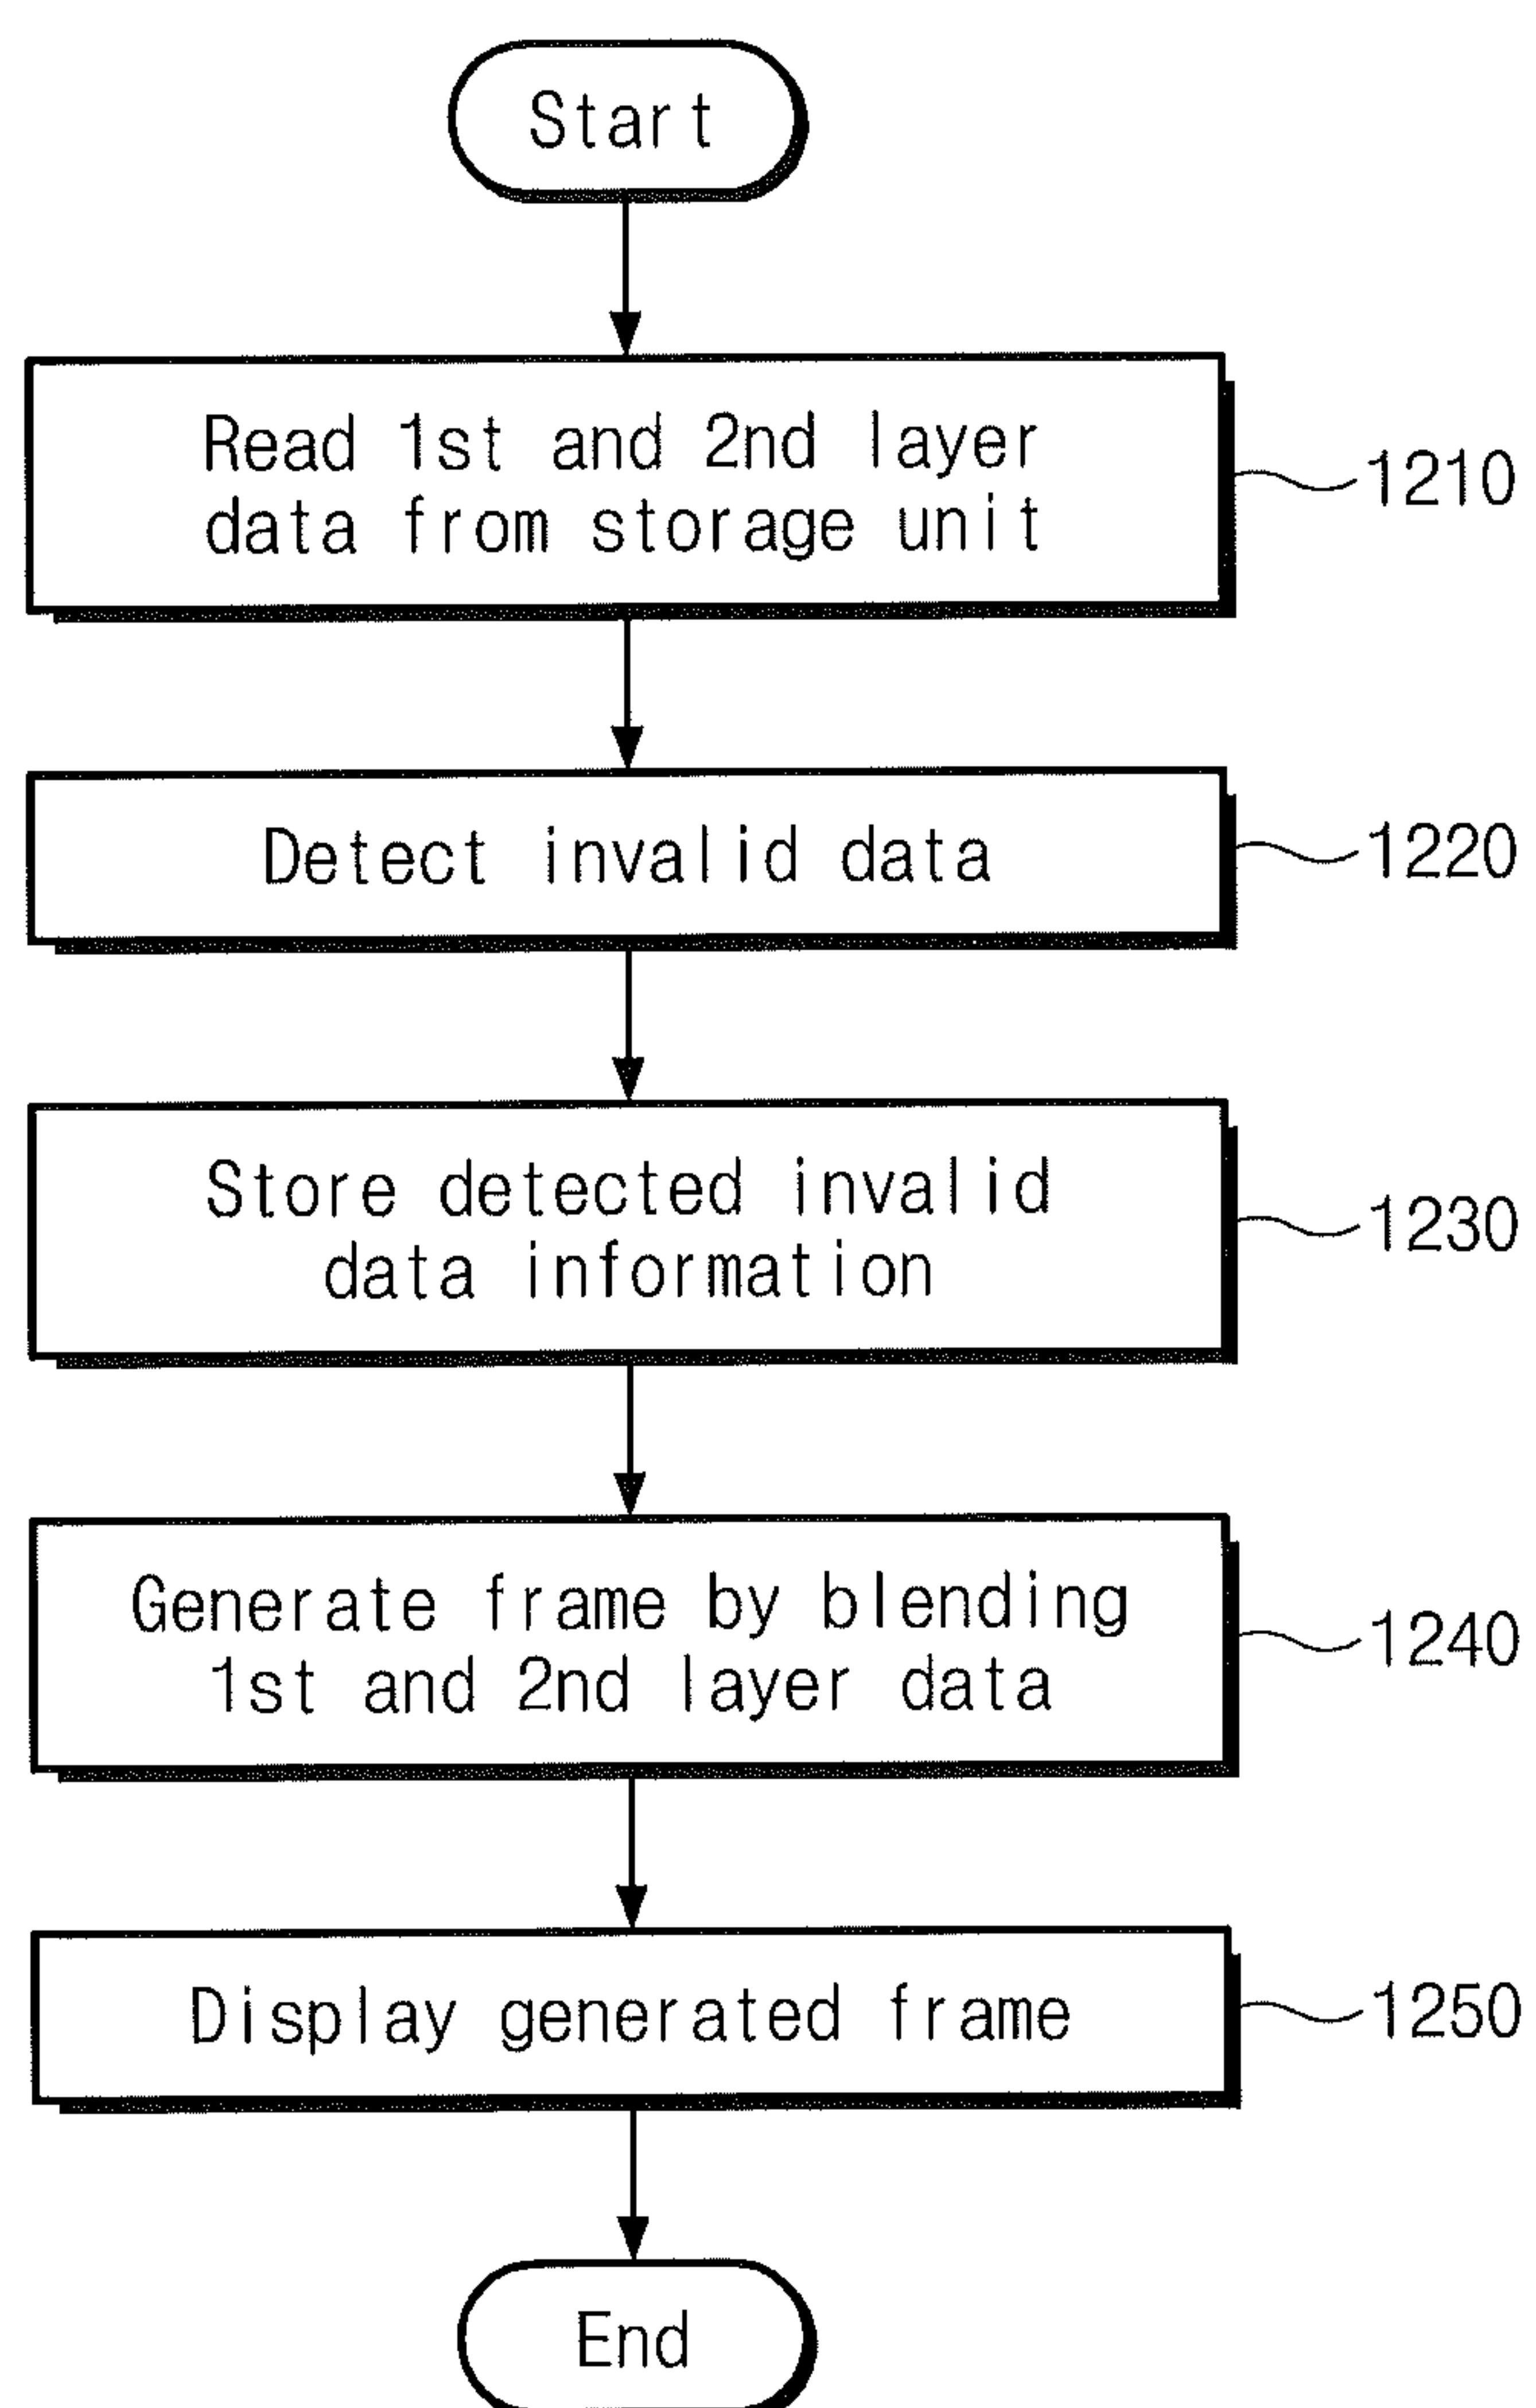 Start
Read 1st and 2nd layer
data from storage unit
1210
Detect invalid data
1220
Store detected invalid
data information
1230
Generate frame by blending
1st and 2nd layer data
1240
Display generated frame
1250
End